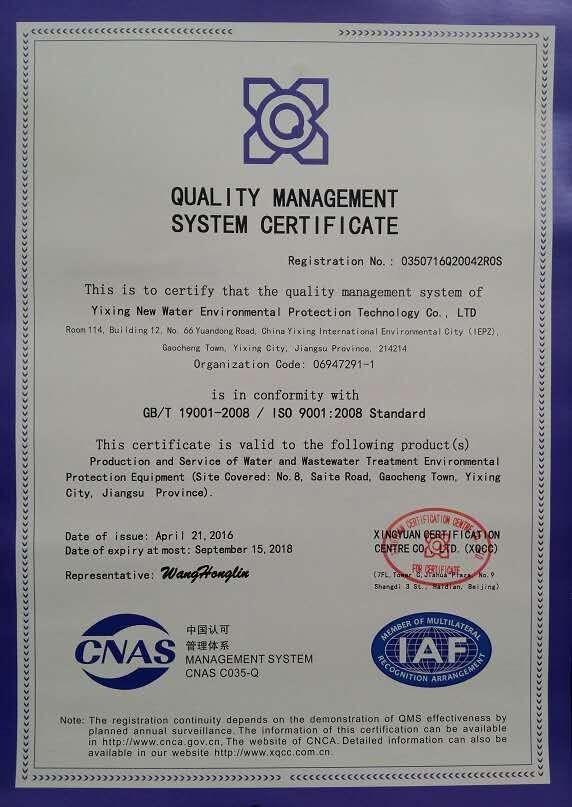 QUALITY MANAGEMENT
SYSTEM CERTIFICATE
Registration No.: 0350716Q20042R0S
This is to certify that the quality management system of
Yixing New Water Environmental Protection Technology Co., LTD
Room 114, Building 12, No. 66 Yuandong Road, China Yixing International Environmental City (IEPZ),
Gaocheng Town, Yixing City, Jiangsu Province. 214214
Organization Code: 06947291-1
is in conformity with
GB/T 19001-2008 / ISO 9001:2008 Standard
This certificate is valid to the following product(s)
Production and Service of Water and Wastewater Treatment Environmental
Protection Equipment (Site Covered: No.8, Saite Road, Gaocheng Town, Yixing
City, Jiangsu Province).
Date of issue: April 21,2016
Date of expiry at most: September 15,2018
Representative: WangHonglin
XINGYUAN CERTIFICATION
CENTRE CO., LTD. (XQCC)
(7FL,Tower C,Jiahua Plaza, No.9
Shangdi 3 St., Haidian, Beijing)
CERTIFICATION CENTRE
FOR CERTIFICATE
CNAS
中国认可
管理体系
MANAGEMENT SYSTEM
CNAS C035-Q
MEMBER OF MULTILATERAL
IAF
RECOGNITION ARRANGEMENT
Note: The registration continuity depends on the demonstration of QMS effectiveness by
planned annual surveillance. The information of this certification can be available
in http://www.cnca.gov.cn, The website of CNCA. Detailed information can also be
available in our website http://www.xqcc.com.cn.